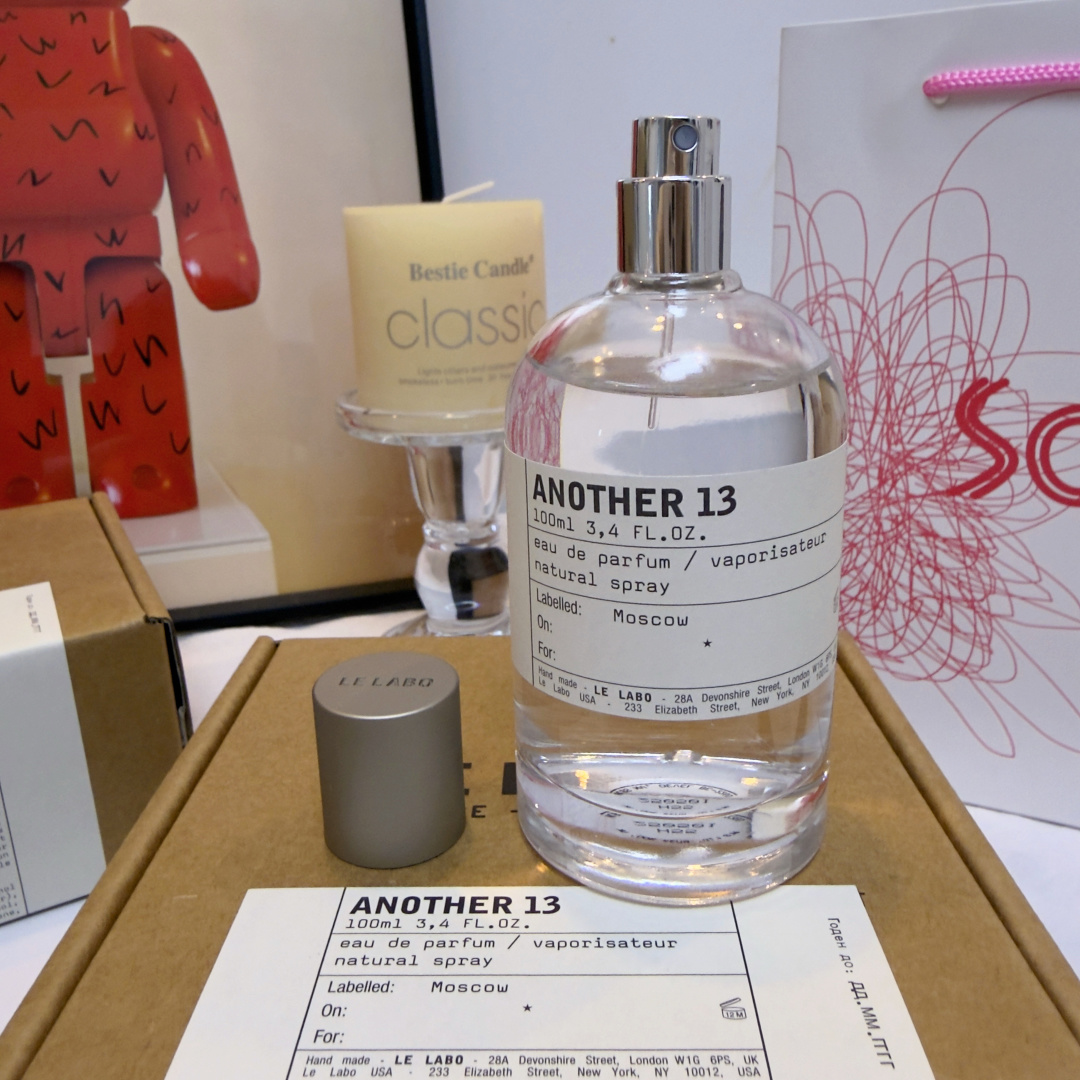 Bestie Candle
classic
ANOTHER 13
100ml 3,4 FL.OZ.
eau de parfum / vaporisateur
natural spray
Labelled: Moscow
On: ★
For:
Hand made - LE LABO - 28A Devonshire Street, London W1G 6PS,
Le Labo USA - 233 Elizabeth Street, New York, NY 10012,
LE LABO
ANOTHER 13
100ml 3,4 FL.OZ.
eau de parfum / vaporisateur
natural spray
Labelled: Moscow
On: ★
For:
12 M
Hand made - LE LABO - 28A Devonshire Street, London W1G 6PS, UK
Le Labo USA - 233 Elizabeth Street, New York, NY 10012, USA
Годен до: ДД.ММ.ГГГГ